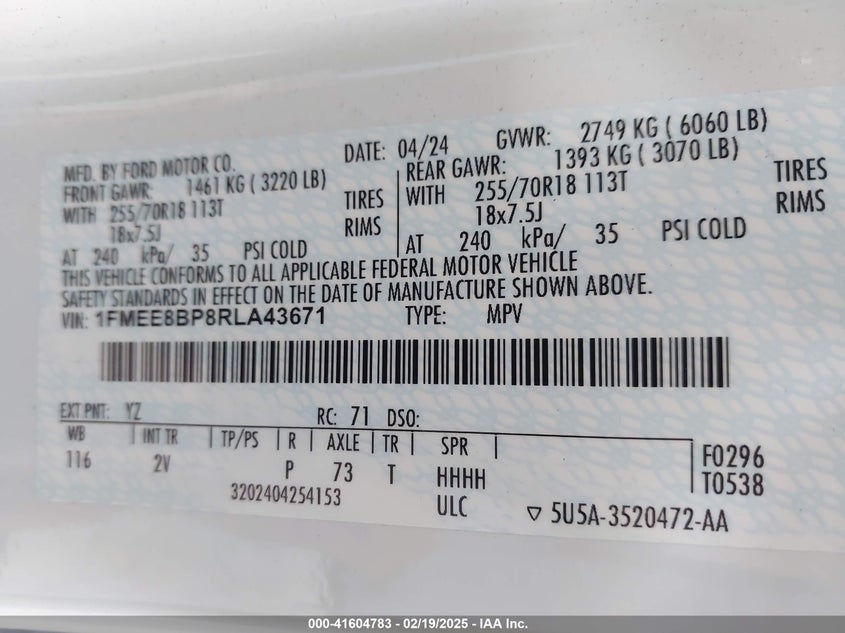 MFD. BY FORD MOTOR CO.
DATE: 04/24 GVWR: 2749 KG ( 6060 LB)
FRONT GAWR: 1461 KG ( 3220 LB)
WITH 255/70R18 113T TIRES
18x7.5J RIMS
AT 240 kPa/ 35 PSI COLD
REAR GAWR: 1393 KG ( 3070 LB)
WITH 255/70R18 113T TIRES
18x7.5J RIMS
AT 240 kPa/ 35 PSI COLD
THIS VEHICLE CONFORMS TO ALL APPLICABLE FEDERAL MOTOR VEHICLE
SAFETY STANDARDS IN EFFECT ON THE DATE OF MANUFACTURE SHOWN ABOVE.
VIN: 1FMEE8BP8RLA43671 TYPE: MPV
EXT PNT: YZ RC: 71 DSO:
WB INT TR TP/PS R AXLE TR SPR
116 2V P 73 T HHHH
3202404254153 ULC
F0296
T0538
▽ 5U5A-3520472-AA
000-41604783 - 02/19/2025 - IAA Inc.